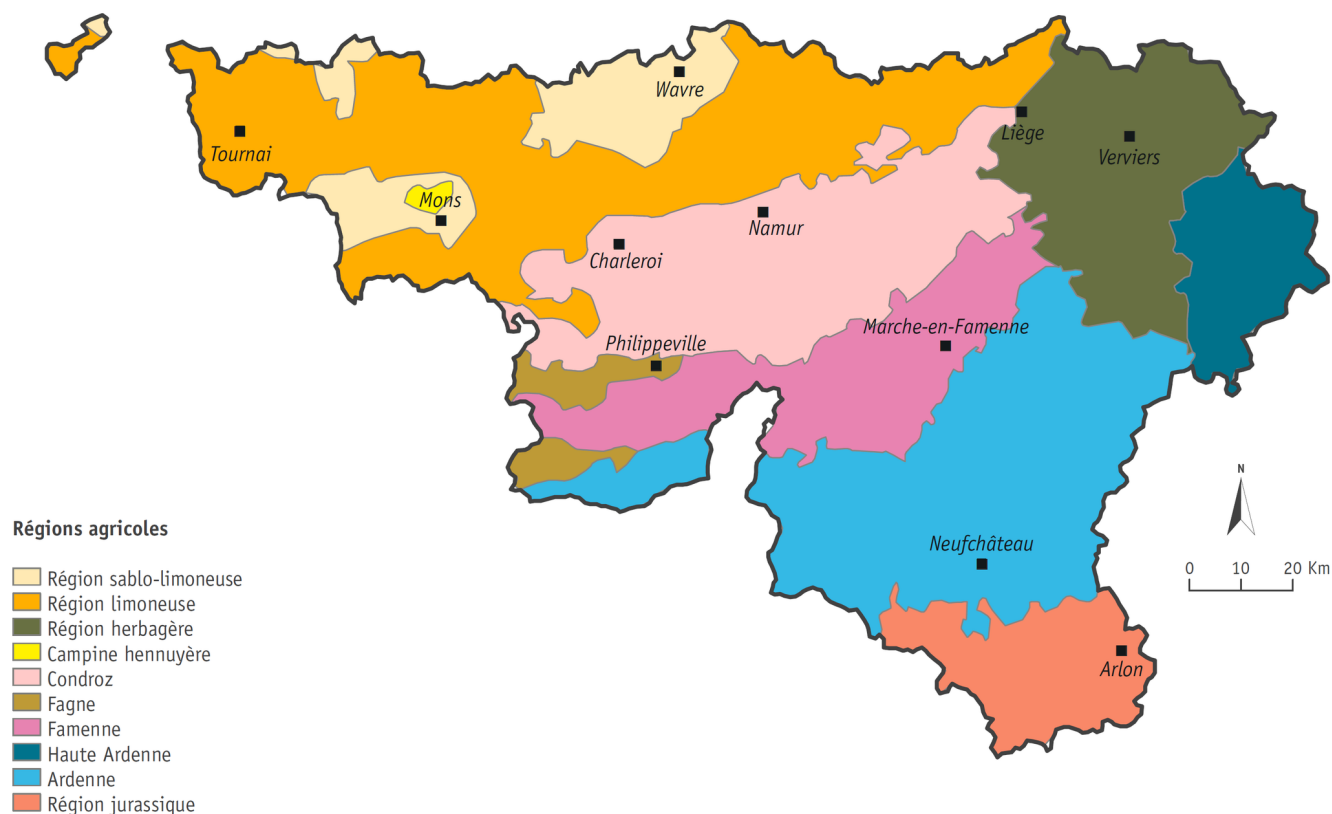 Wavre
Tournai
Liège
Verviers
Mons
Namur
Charleroi
Marche-en-Famenne
Philippeville
N
Neufchâteau
0 10 20 Km
Arlon
Régions agricoles
Région sablo-limoneuse
Région limoneuse
Région herbagère
Campine hennuyère
Condroz
Fagne
Famenne
Haute Ardenne
Ardenne
Région jurassique